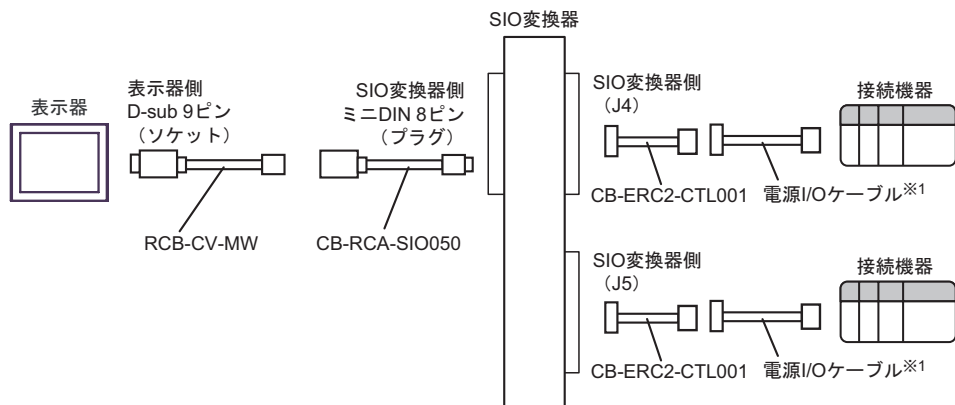 SIO変換器
表示器
表示器側
D-sub 9ピン
（ソケット）
SIO変換器側
ミニDIN 8ピン
（プラグ）
RCB-CV-MW
CB-RCA-SIO050
SIO変換器側
（J4）
接続機器
CB-ERC2-CTL001
電源I/Oケーブル※1
SIO変換器側
（J5）
接続機器
CB-ERC2-CTL001
電源I/Oケーブル※1